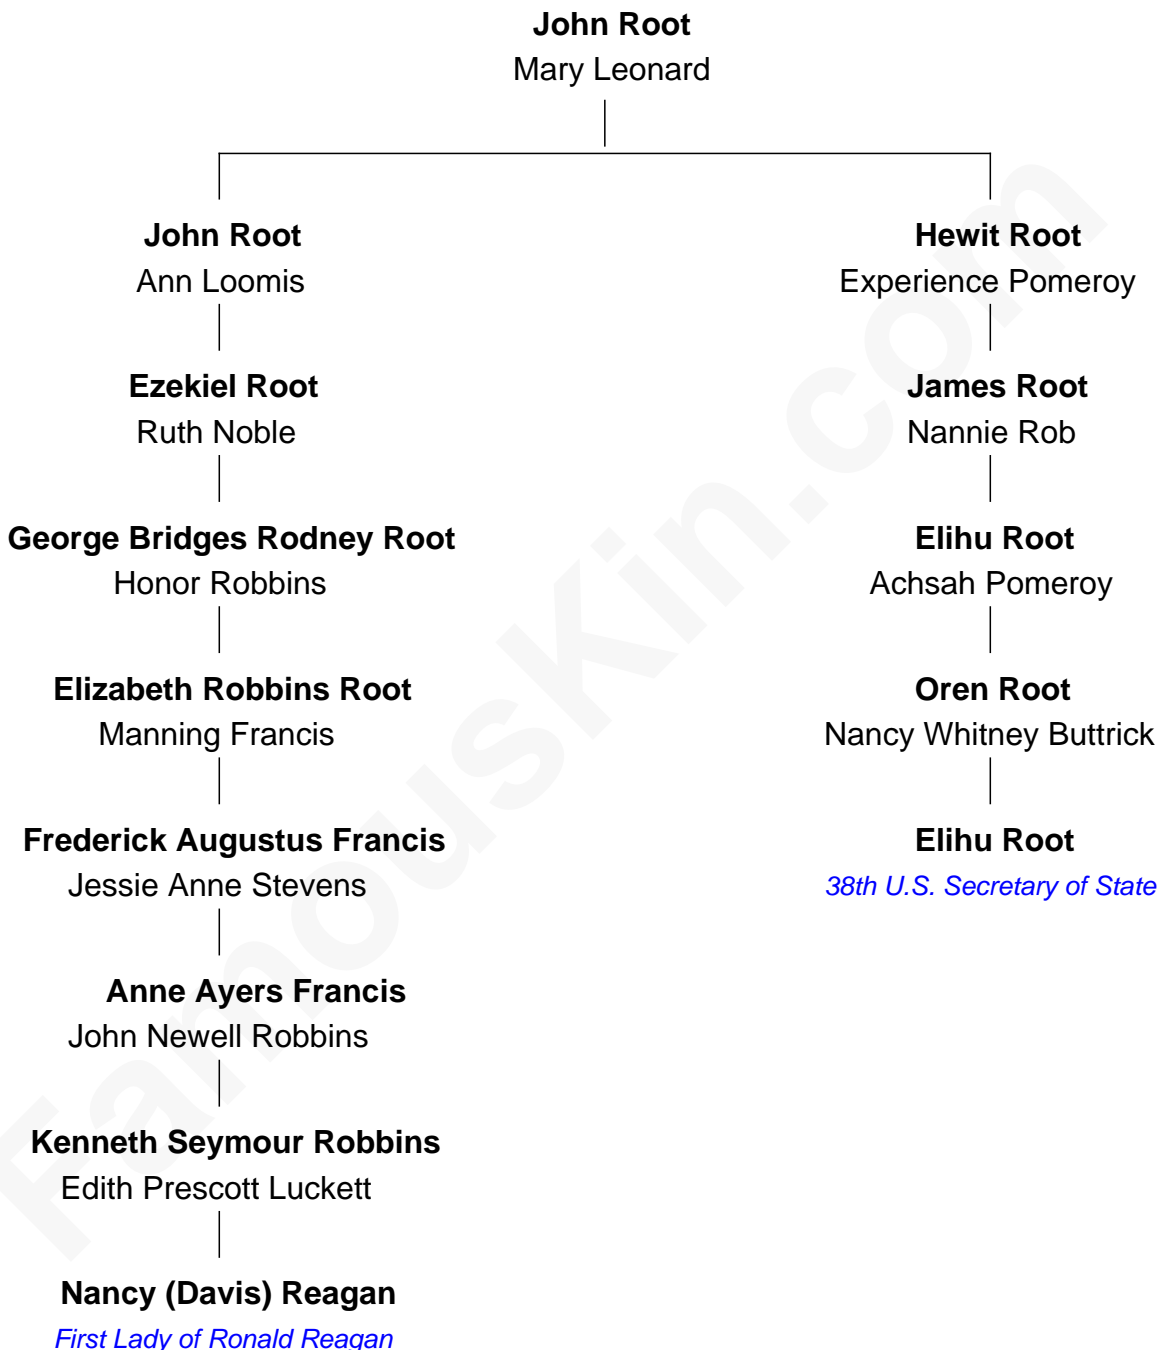 John Root
Mary Leonard
John Root
Ann Loomis
Hewit Root
Experience Pomeroy
Ezekiel Root
Ruth Noble
James Root
Nannie Rob
George Bridges Rodney Root
Honor Robbins
Elihu Root
Achsah Pomeroy
Elizabeth Robbins Root
Manning Francis
Oren Root
Nancy Whitney Buttrick
Frederick Augustus Francis
Jessie Anne Stevens
Elihu Root
38th U.S. Secretary of State
Anne Ayers Francis
John Newell Robbins
Kenneth Seymour Robbins
Edith Prescott Luckett
Nancy (Davis) Reagan
First Lady of Ronald Reagan
FamousKin.com